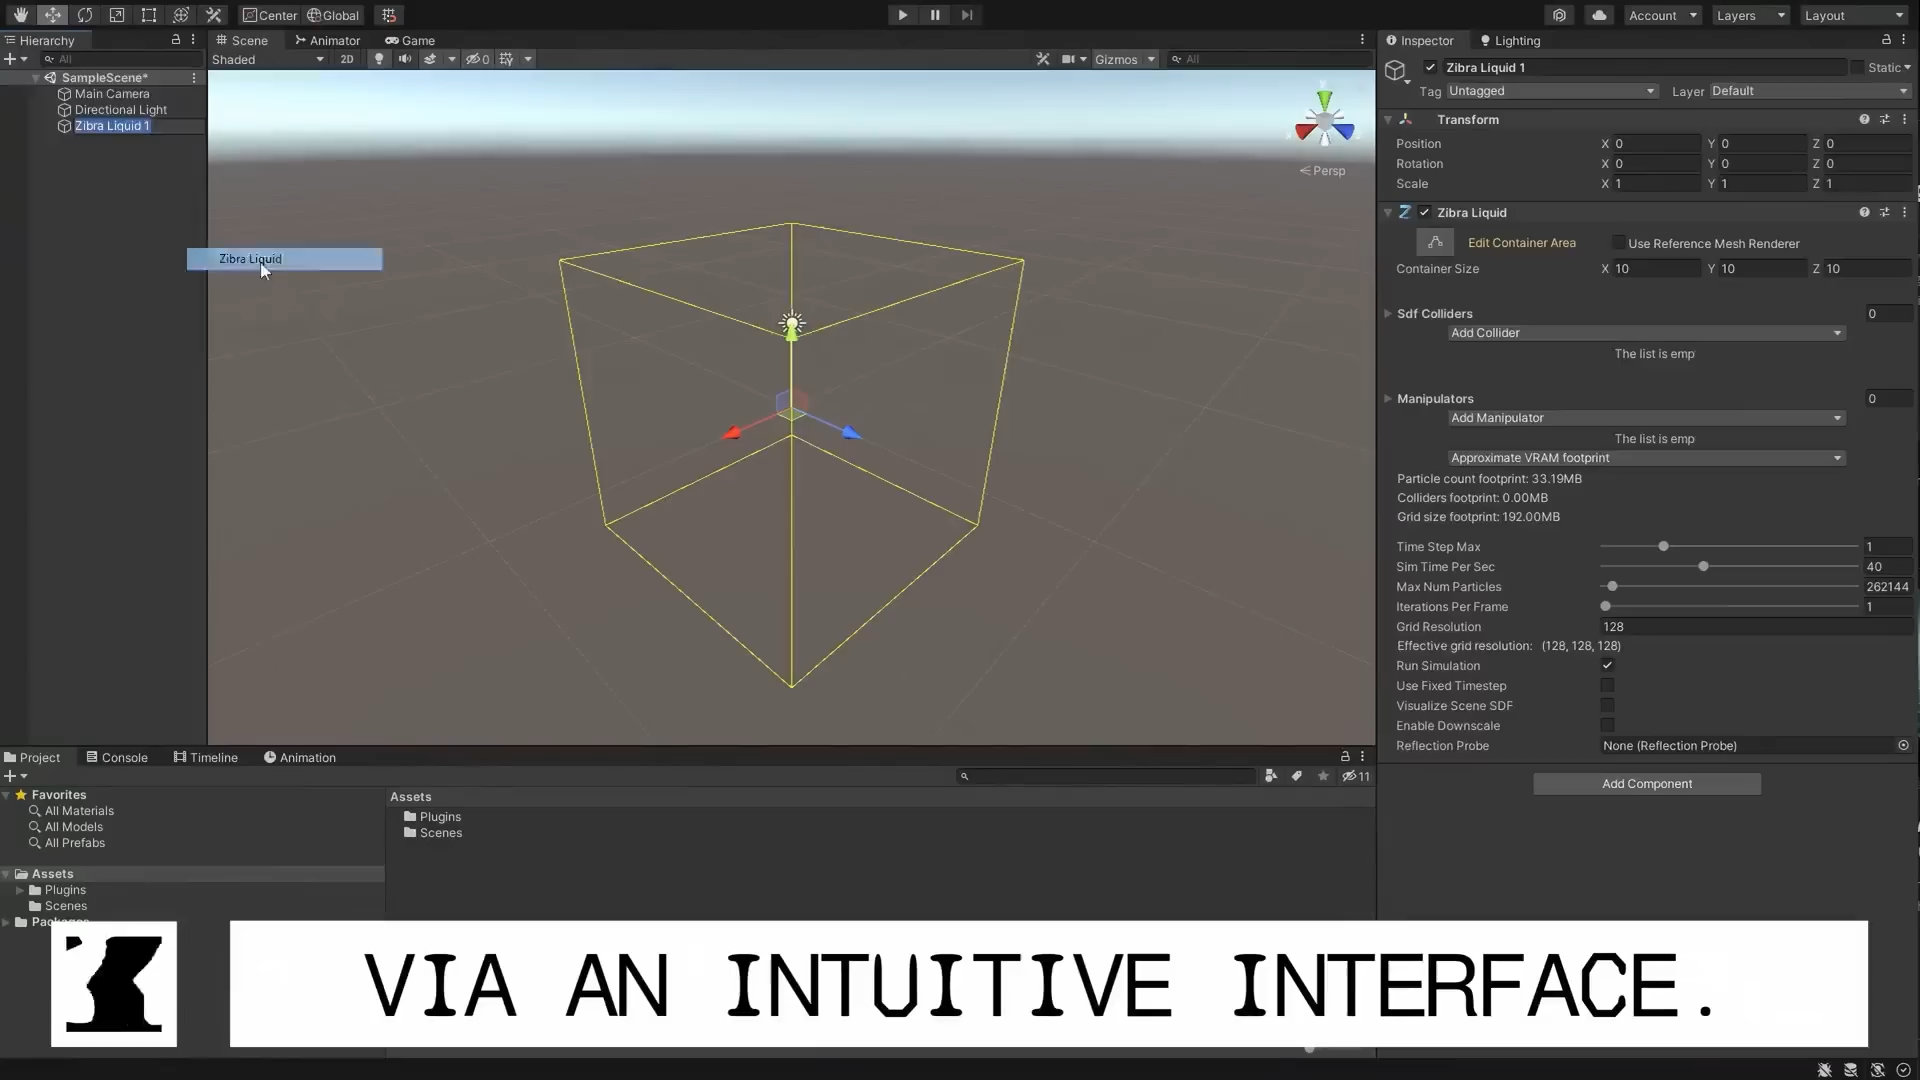 Center Global
Account Layers Layout
Hierarchy
Scene Animator Game
Inspector Lighting
All
Shaded 2D 0 Gizmos All
SampleScene*
Main Camera
Directional Light
Zibra Liquid 1
Zibra Liquid
Persp
Zibra Liquid 1 Static
Tag Untagged Layer Default
Transform
Position X 0 Y 0 Z 0
Rotation X 0 Y 0 Z 0
Scale X 1 Y 1 Z 1
Zibra Liquid
Edit Container Area Use Reference Mesh Renderer
Container Size X 10 Y 10 Z 10
Sdf Colliders 0
Add Collider
The list is emp
Manipulators 0
Add Manipulator
The list is emp
Approximate VRAM footprint
Particle count footprint: 33.19MB
Colliders footprint: 0.00MB
Grid size footprint: 192.00MB
Time Step Max 1
Sim Time Per Sec 40
Max Num Particles 262144
Iterations Per Frame 1
Grid Resolution 128
Effective grid resolution: (128, 128, 128)
Run Simulation
Use Fixed Timestep
Visualize Scene SDF
Enable Downscale
Reflection Probe None (Reflection Probe)
Add Component
Project Console Timeline Animation
11
Favorites
All Materials
All Models
All Prefabs
Assets
Plugins
Scenes
Assets
Plugins
Scenes
VIA AN INTUITIVE INTERFACE.